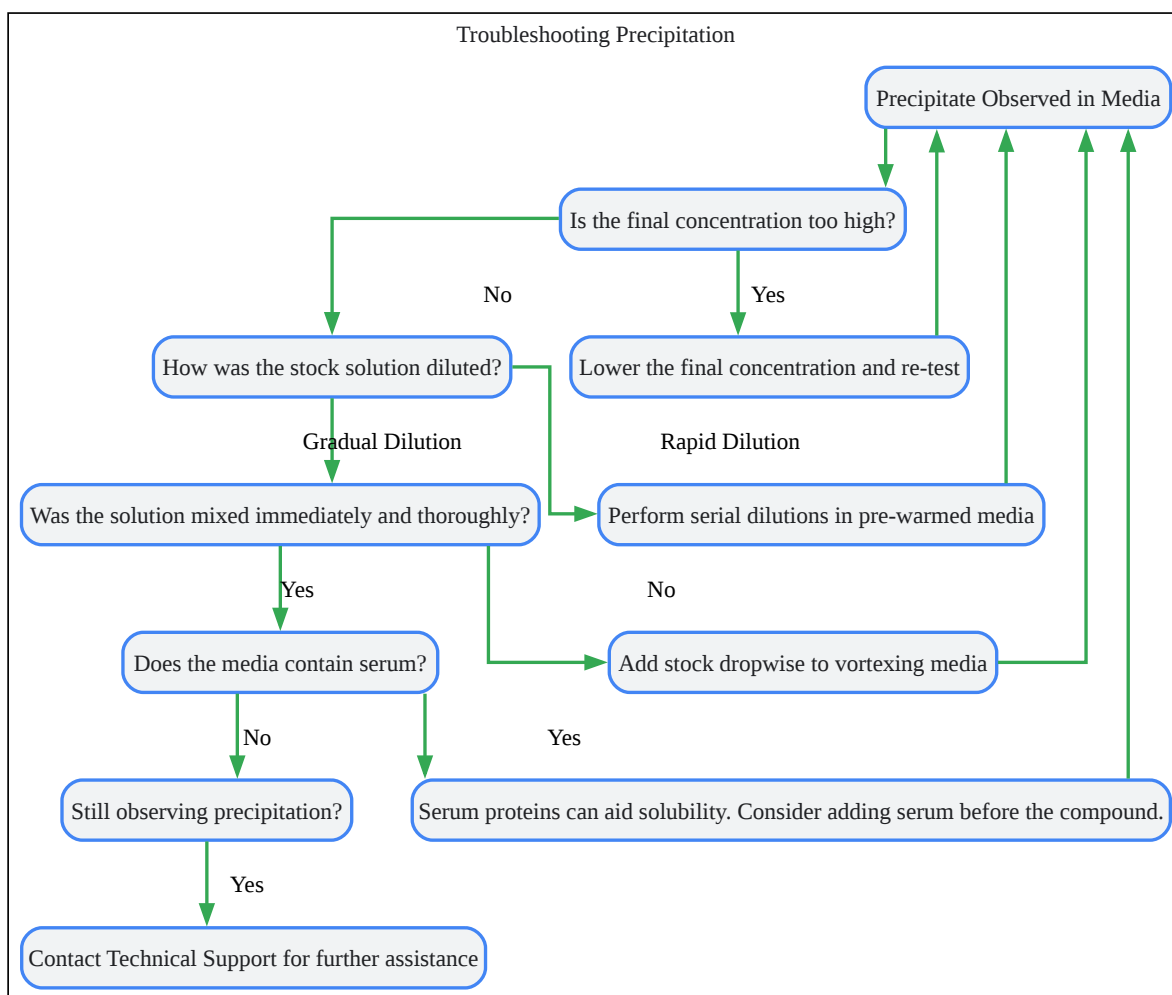 Troubleshooting Precipitation
Precipitate Observed in Media
Is the final concentration too high?
No
Yes
How was the stock solution diluted?
Lower the final concentration and re-test
Gradual Dilution
Rapid Dilution
Was the solution mixed immediately and thoroughly?
Perform serial dilutions in pre-warmed media
Yes
No
Does the media contain serum?
Add stock dropwise to vortexing media
No
Yes
Still observing precipitation?
Serum proteins can aid solubility. Consider adding serum before the compound.
Yes
Contact Technical Support for further assistance